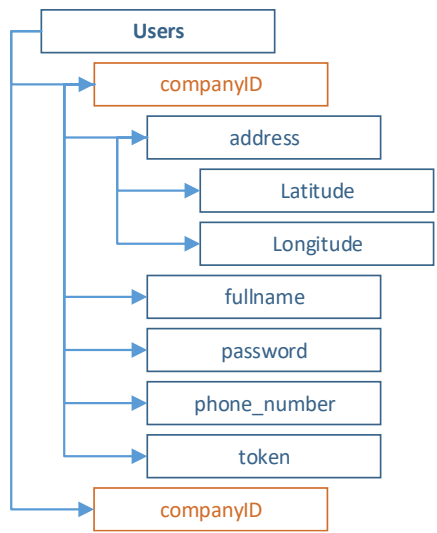 Users
companyID
address
Latitude
Longitude
fullname
password
phone_number
token
companyID